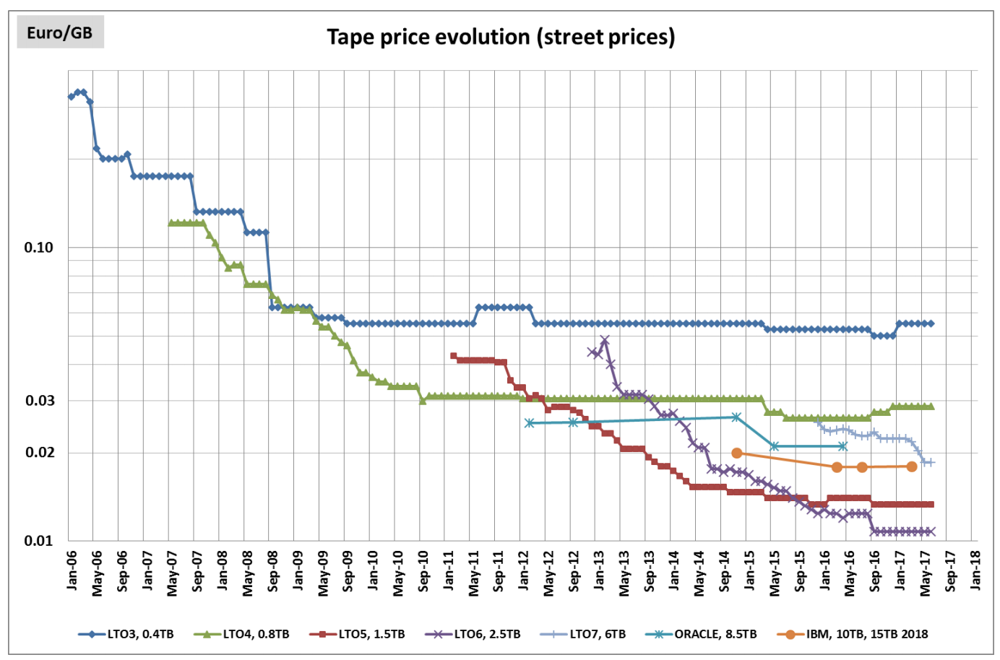 Euro/GB
Tape price evolution (street prices)
0.10
0.03
0.02
0.01
Jan-06
May-06
Sep-06
Jan-07
May-07
Sep-07
Jan-08
May-08
Sep-08
Jan-09
May-09
Sep-09
Jan-10
May-10
Sep-10
Jan-11
May-11
Sep-11
Jan-12
May-12
Sep-12
Jan-13
May-13
Sep-13
Jan-14
May-14
Sep-14
Jan-15
May-15
Sep-15
Jan-16
May-16
Sep-16
Jan-17
May-17
Sep-17
Jan-18
LTO3, 0.4TB LTO4, 0.8TB LTO5, 1.5TB LTO6, 2.5TB LTO7, 6TB ORACLE, 8.5TB IBM, 10TB, 15TB 2018